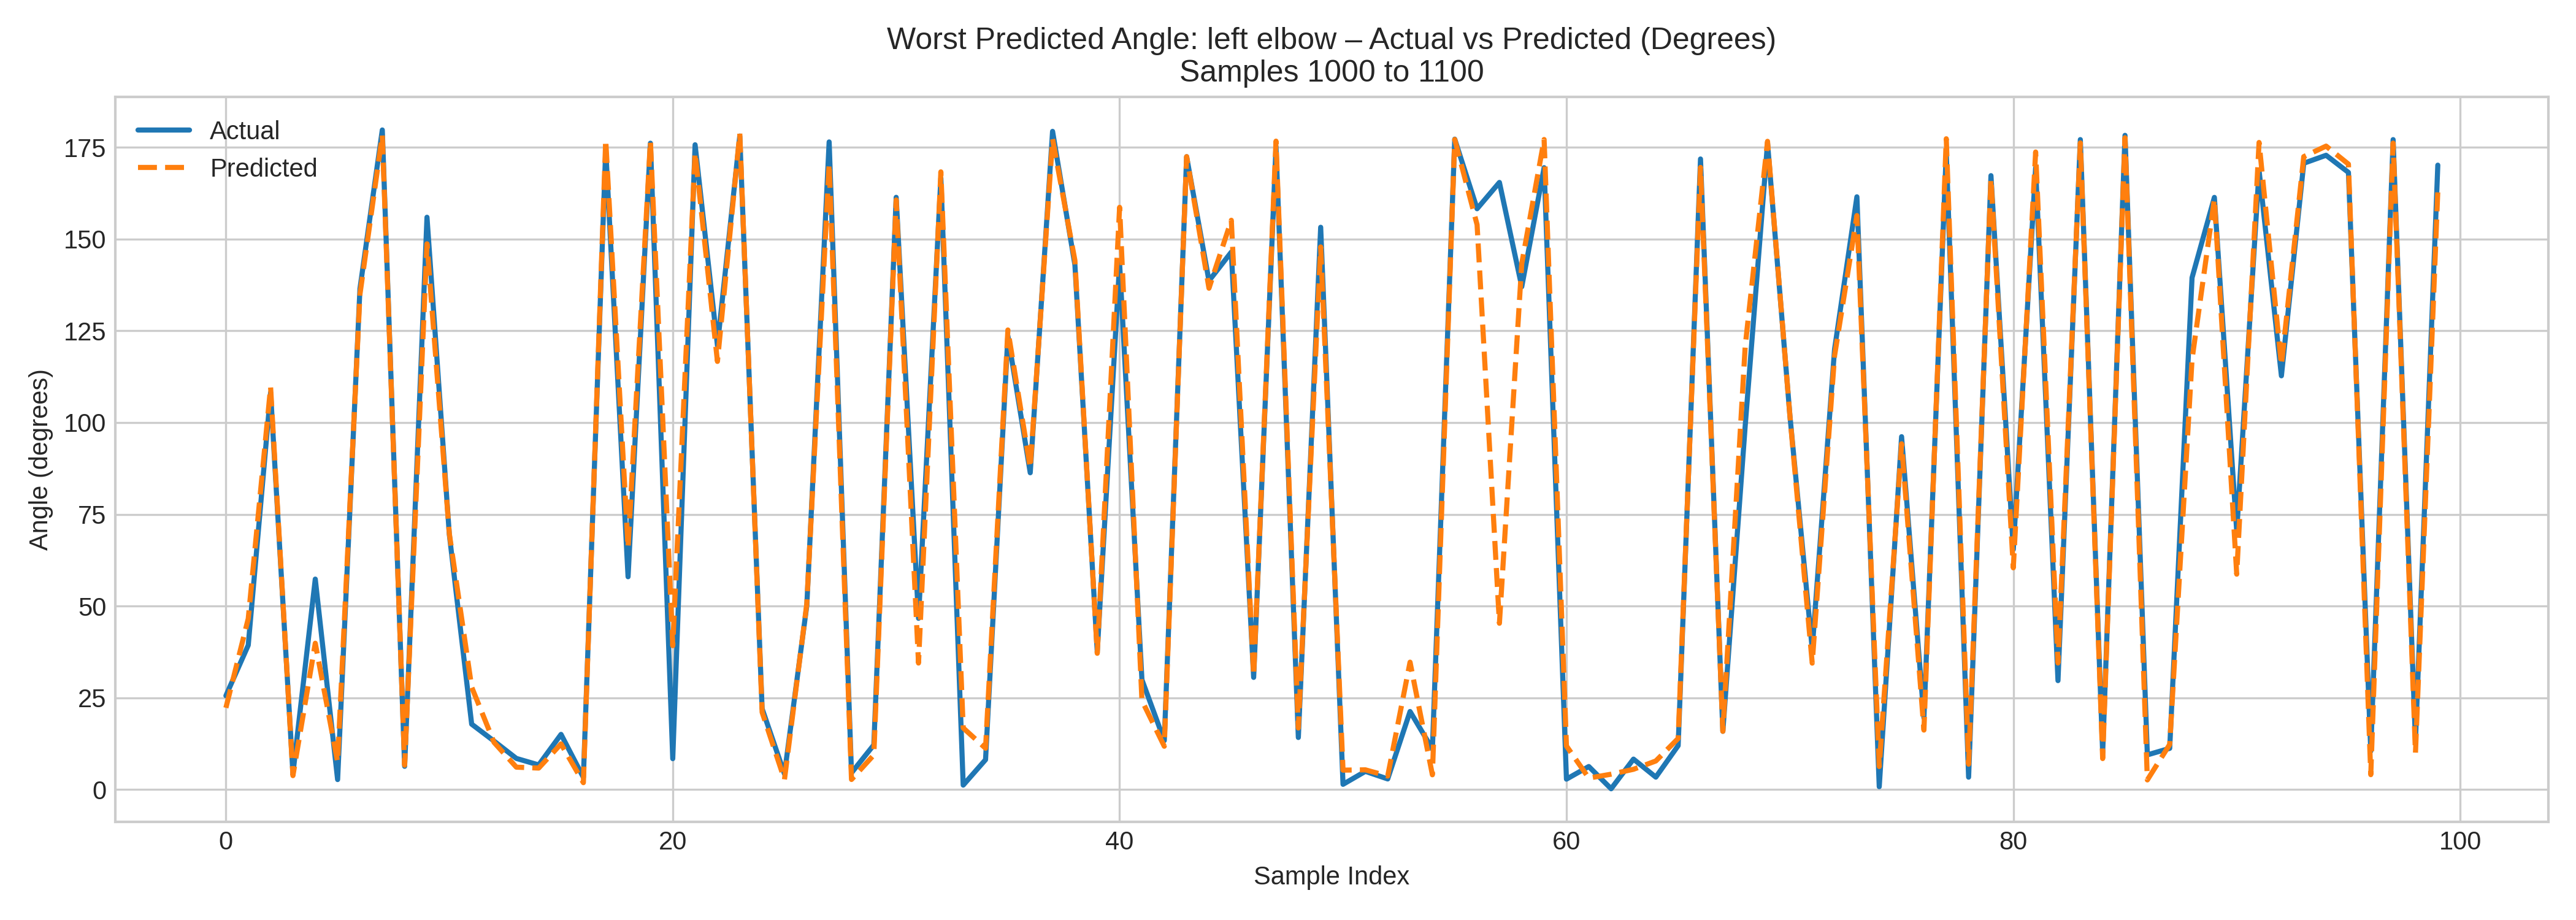 Worst Predicted Angle: left elbow – Actual vs Predicted (Degrees)
Samples 1000 to 1100
Actual
Predicted
175
150
125
100
75
50
25
0
Angle (degrees)
0
20
40
60
80
100
Sample Index